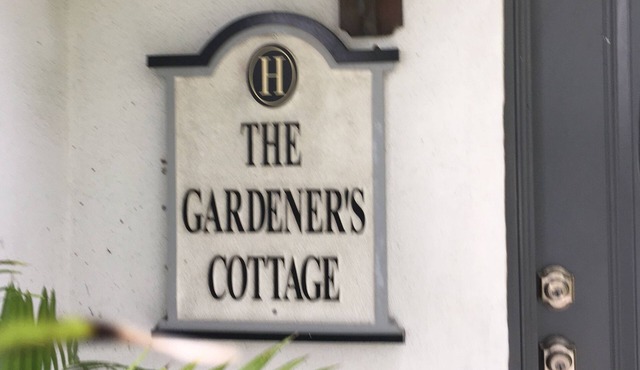 H
THE
GARDENER'S
COTTAGE